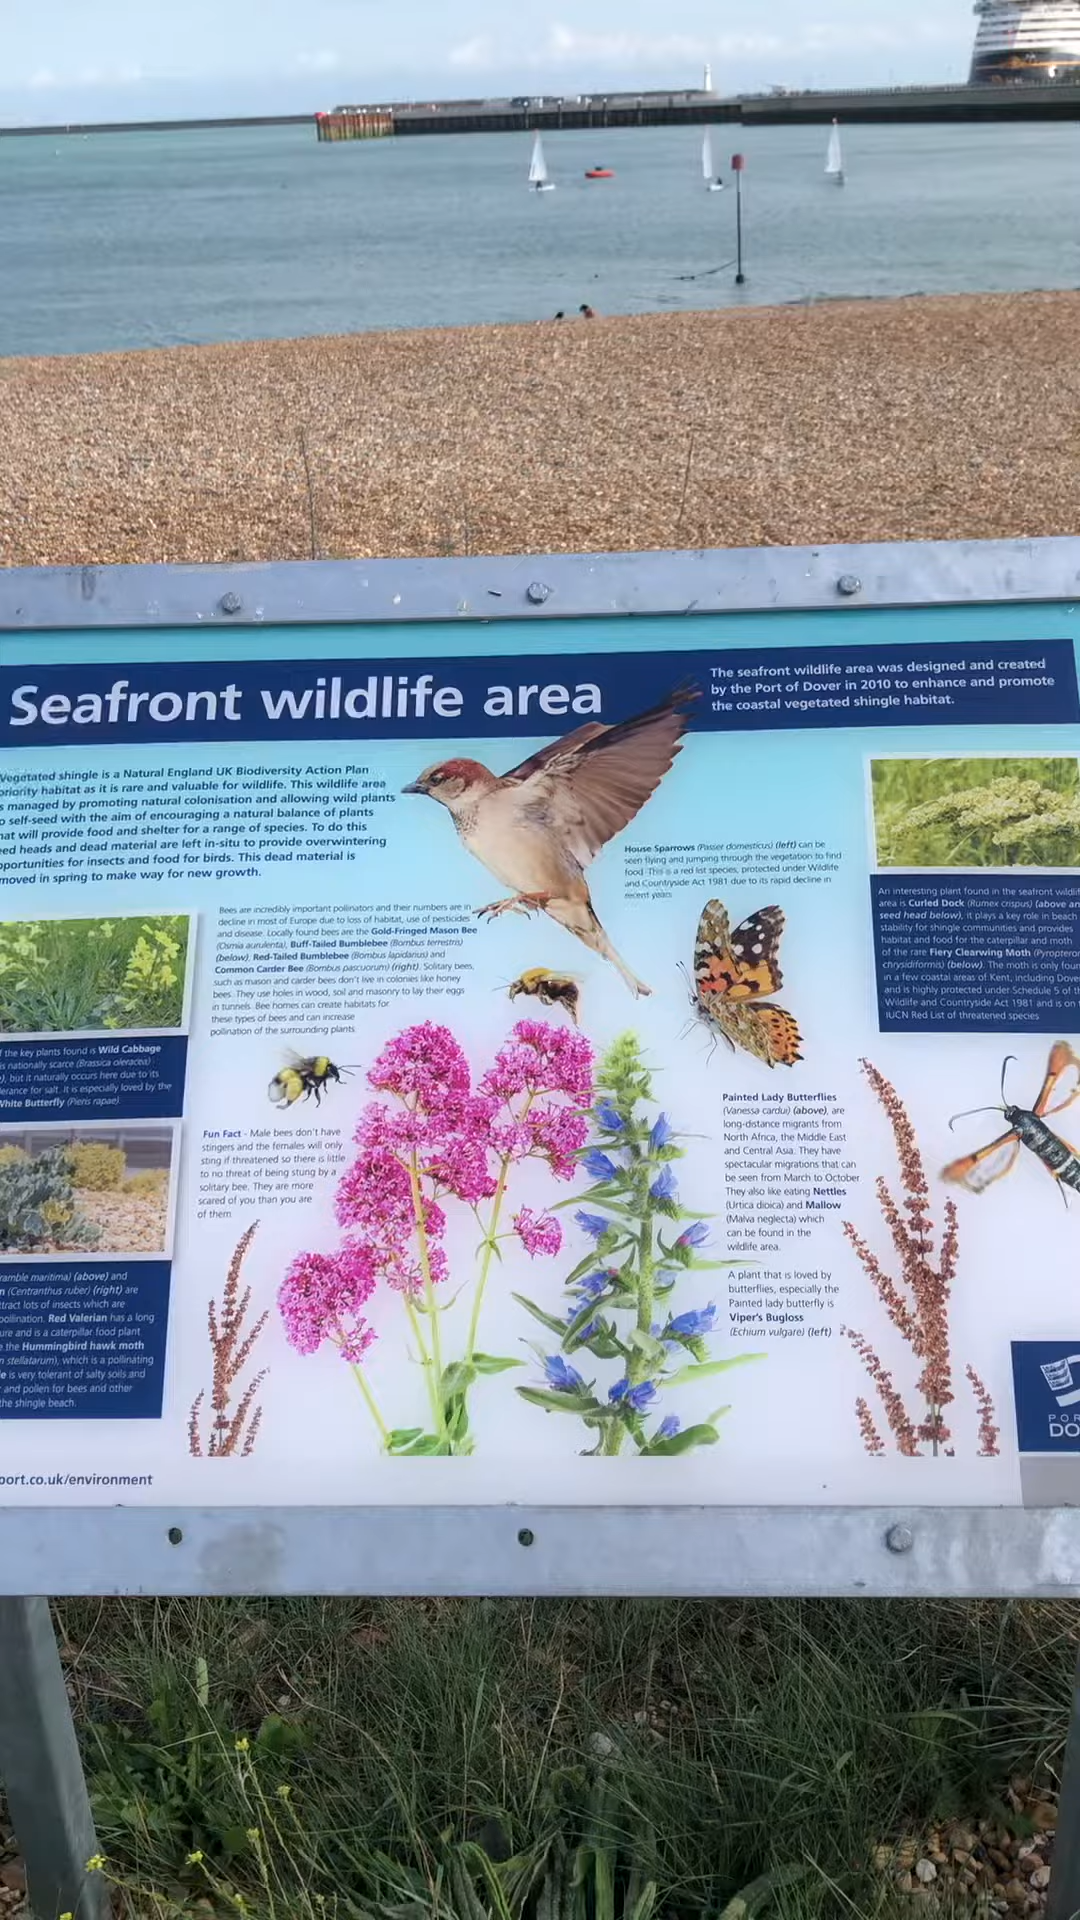 Seafront wildlife area
The seafront wildlife area was designed and created
by the Port of Dover in 2010 to enhance and promote
the coastal vegetated shingle habitat.
Vegetated shingle is a Natural England UK Biodiversity Action Plan
priority habitat as it is rare and valuable for wildlife. This wildlife area
s managed by promoting natural colonisation and allowing wild plants
o self-seed with the aim of encouraging a natural balance of plants
hat will provide food and shelter for a range of species. To do this
eed heads and dead material are left in-situ to provide overwintering
pportunities for insects and food for birds. This dead material is
moved in spring to make way for new growth.
House Sparrows (Passer domesticus) (left) can be
seen flying and jumping through the vegetation to find
food. This is a red list species, protected under Wildlife
and Countryside Act 1981 due to its rapid decline in
recent years.
Bees are incredibly important pollinators and their numbers are in
decline in most of Europe due to loss of habitat, use of pesticides
and disease. Locally found bees are the Gold-Fringed Mason Bee
(Osmia aurulenta), Buff-Tailed Bumblebee (Bombus terrestris)
(below), Red-Tailed Bumblebee (Bombus lapidarius) and
Common Carder Bee (Bombus pascuorum) (right). Solitary bees,
such as mason and carder bees don't live in colonies like honey
bees. They use holes in wood, soil and masonry to lay their eggs
in tunnels. Bee homes can create habitats for
these types of bees and can increase
pollination of the surrounding plants.
An interesting plant found in the seafront wildlif
area is Curled Dock (Rumex crispus) (above an
seed head below), it plays a key role in beach
stability for shingle communities and provides
habitat and food for the caterpillar and moth
of the rare Fiery Clearwing Moth (Pyropteron
chrysidiformis) (below). The moth is only foun
in a few coastal areas of Kent, including Dove
and is highly protected under Schedule 5 of th
Wildlife and Countryside Act 1981 and is on t
IUCN Red List of threatened species
f the key plants found is Wild Cabbage
is nationally scarce (Brassica oleracea)
), but it naturally occurs here due to its
lerance for salt. It is especially loved by the
White Butterfly (Pieris rapae).
Fun Fact - Male bees don't have
stingers and the females will only
sting if threatened so there is little
to no threat of being stung by a
solitary bee. They are more
scared of you than you are
of them.
Painted Lady Butterflies
(Vanessa cardui) (above), are
long-distance migrants from
North Africa, the Middle East
and Central Asia. They have
spectacular migrations that can
be seen from March to October.
They also like eating Nettles
(Urtica dioica) and Mallow
(Malva neglecta) which
can be found in the
wildlife area.
A plant that is loved by
butterflies, especially the
Painted lady butterfly is
Viper's Bugloss
(Echium vulgare) (left)
ramble maritima) (above) and
n (Centranthus ruber) (right) are
tract lots of insects which are
pollination. Red Valerian has a long
ure and is a caterpillar food plant
e the Hummingbird hawk moth
n stellatarum), which is a pollinating
le is very tolerant of salty soils and
r and pollen for bees and other
the shingle beach.
POR
DO
port.co.uk/environment